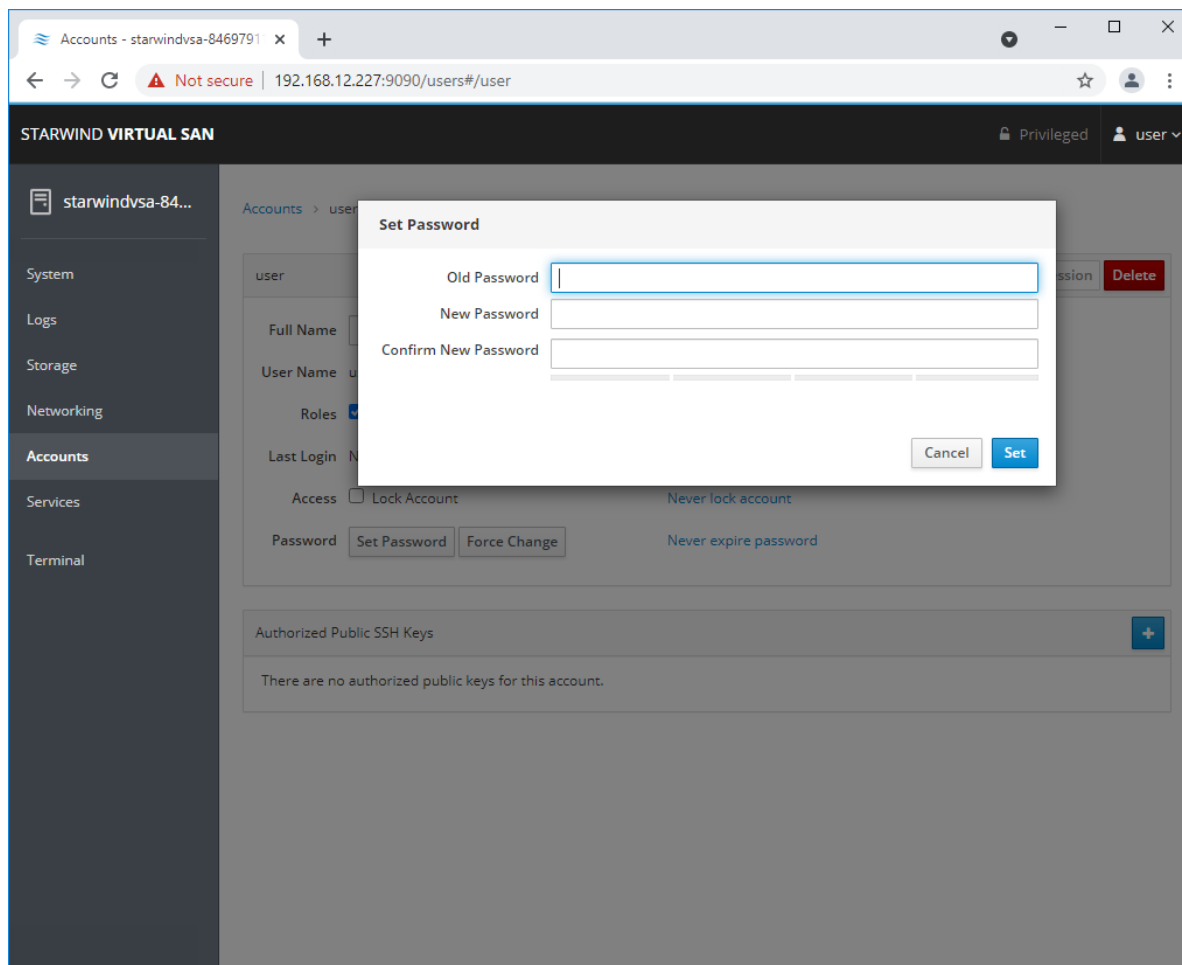 Accounts - starwindvsa-8469791
Not secure | 192.168.12.227:9090/users#/user
STARWIND VIRTUAL SAN
Privileged
user
starwindvsa-84...
System
Logs
Storage
Networking
Accounts
Services
Terminal
Accounts > user
Set Password
Old Password
New Password
Confirm New Password
Cancel
Set
user
ssion
Delete
Full Name
User Name u
Roles
Last Login N
Access Lock Account Never lock account
Password Set Password Force Change Never expire password
Authorized Public SSH Keys
There are no authorized public keys for this account.